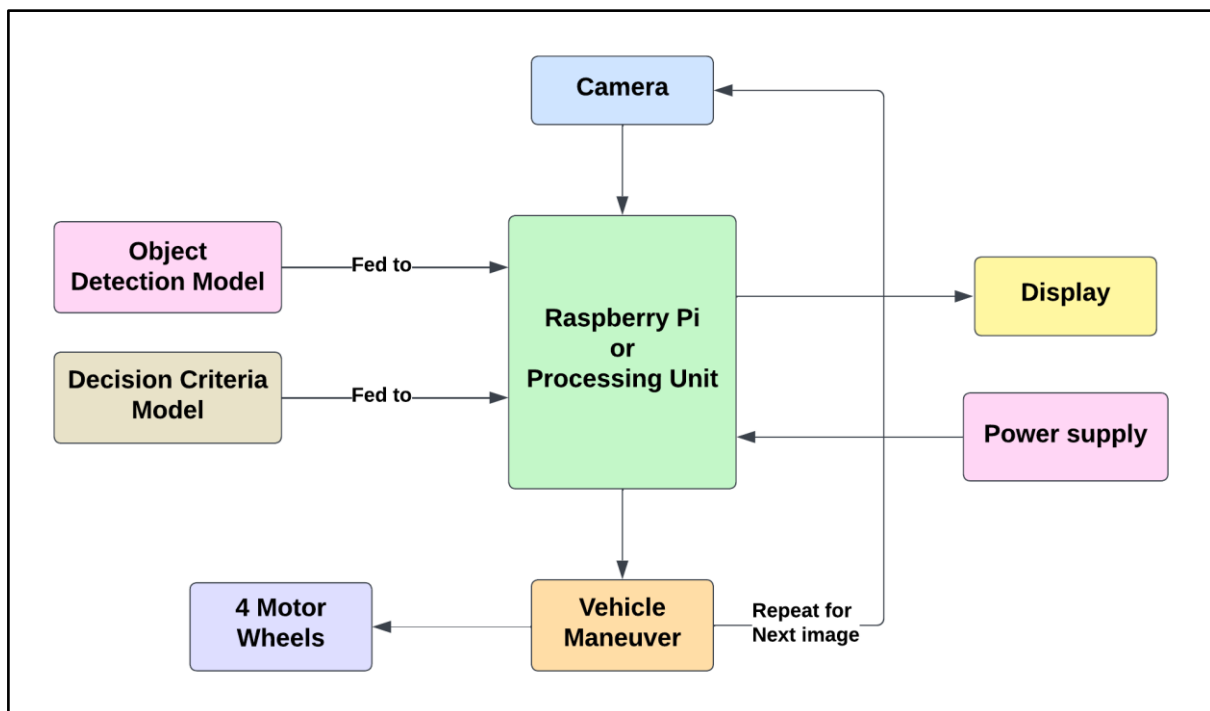 Camera
Object
Detection Model
Fed to
Raspberry Pi
or
Processing Unit
Display
Decision Criteria
Model
Fed to
Power supply
4 Motor
Wheels
Vehicle
Maneuver
Repeat for
Next image